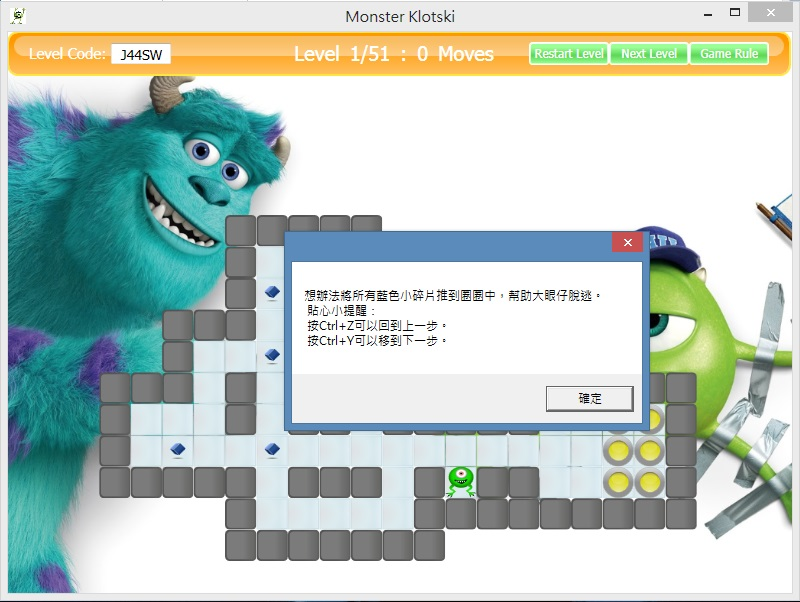 Monster Klotski
Level Code: J44SW
Level 1/51 : 0 Moves
Restart Level
Next Level
Game Rule
想辦法將所有藍色小碎片推到圈圈中，幫助大眼仔脫逃。
貼心小提醒：
按Ctrl+Z可以回到上一步。
按Ctrl+Y可以移到下一步。
確定